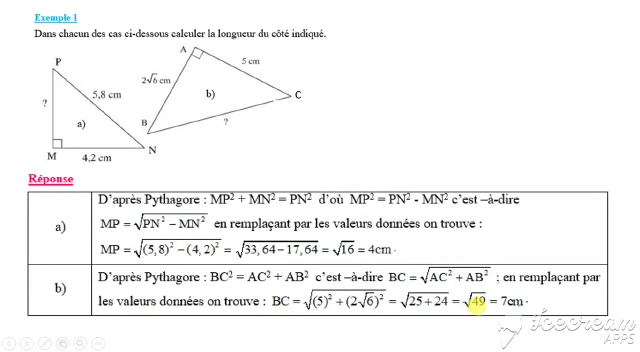 Exemple 1
Dans chacun des cas ci-dessous calculer la longueur du côté indiqué.
P
?
5,8 cm
a)
M
4,2 cm
N
A
2√6 cm
5 cm
b)
B
?
C
Réponse
a)
D'après Pythagore : MP² + MN² = PN² d'où MP² = PN² - MN² c'est –à-dire
MP = √PN² − MN² en remplaçant par les valeurs données on trouve :
MP = √(5,8)² − (4,2)² = √33,64 − 17,64 = √16 = 4cm .
b)
D'après Pythagore : BC² = AC² + AB² c'est –à-dire BC = √AC² + AB² ; en remplaçant par
les valeurs données on trouve : BC = √(5)² + (2√6)² = √25 + 24 = √49 = 7cm .
Icecream
APPS